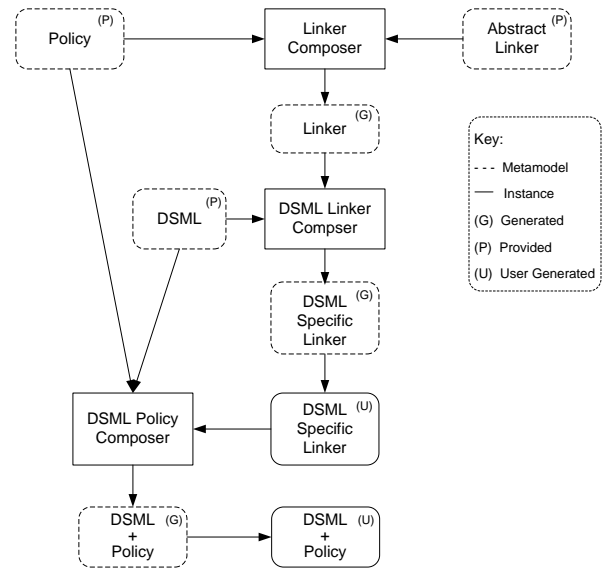 Policy (P)
Linker
Composer
Abstract (P)
Linker
Linker (G)
Key:
--- Metamodel
— Instance
(G) Generated
(P) Provided
(U) User Generated
DSML (P)
DSML Linker
Compser
DSML (G)
Specific
Linker
DSML Policy
Composer
DSML (U)
Specific
Linker
DSML (G)
+
Policy
DSML (U)
+
Policy